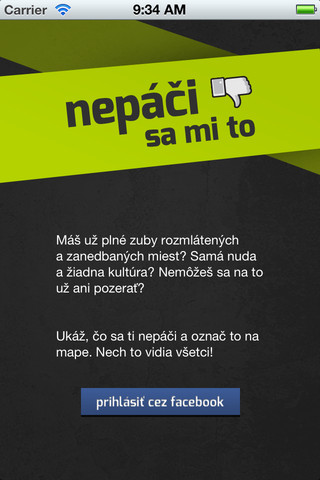 Carrier 9:34 AM
nepáči
sa mi to
Máš už plné zuby rozmlátených
a zanedbaných miest? Samá nuda
a žiadna kultúra? Nemôžeš sa na to
už ani pozerať?
Ukáž, čo sa ti nepáči a označ to na
mape. Nech to vidia všetci!
prihlásiť cez facebook